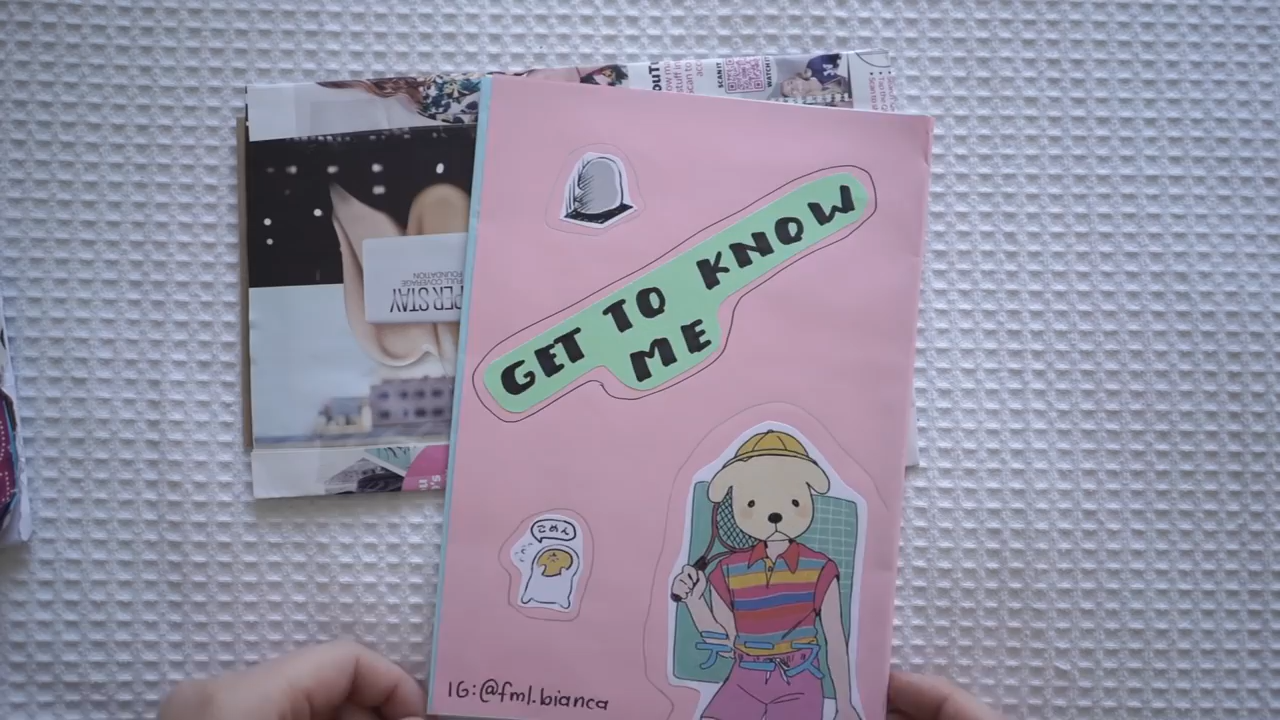 GET TO KNOW
ME
ごめん
テニス
IG:@fml.bianca
PER STAY
FULL COVERAGE
FOUNDATION
SCAN IT
WATCH IT